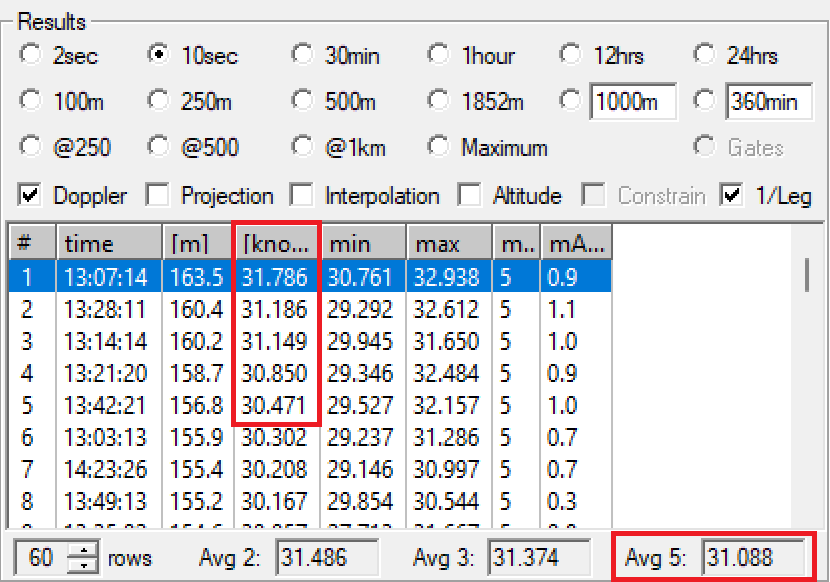 Results
2sec 10sec 30min 1hour 12hrs 24hrs
100m 250m 500m 1852m 1000m 360min
@250 @500 @1km Maximum Gates
Doppler Projection Interpolation Altitude Constrain 1/Leg
# time [m] [kno... min max m.. mA...
1 13:07:14 163.5 31.786 30.761 32.938 5 0.9
2 13:28:11 160.4 31.186 29.292 32.612 5 1.1
3 13:14:14 160.2 31.149 29.945 31.650 5 1.0
4 13:21:20 158.7 30.850 29.346 32.484 5 0.9
5 13:42:21 156.8 30.471 29.527 32.157 5 1.0
6 13:03:13 155.9 30.302 29.237 31.286 5 0.7
7 14:23:26 155.4 30.208 29.146 30.997 5 0.7
8 13:49:13 155.2 30.167 29.854 30.544 5 0.3
60 rows Avg 2: 31.486 Avg 3: 31.374 Avg 5: 31.088